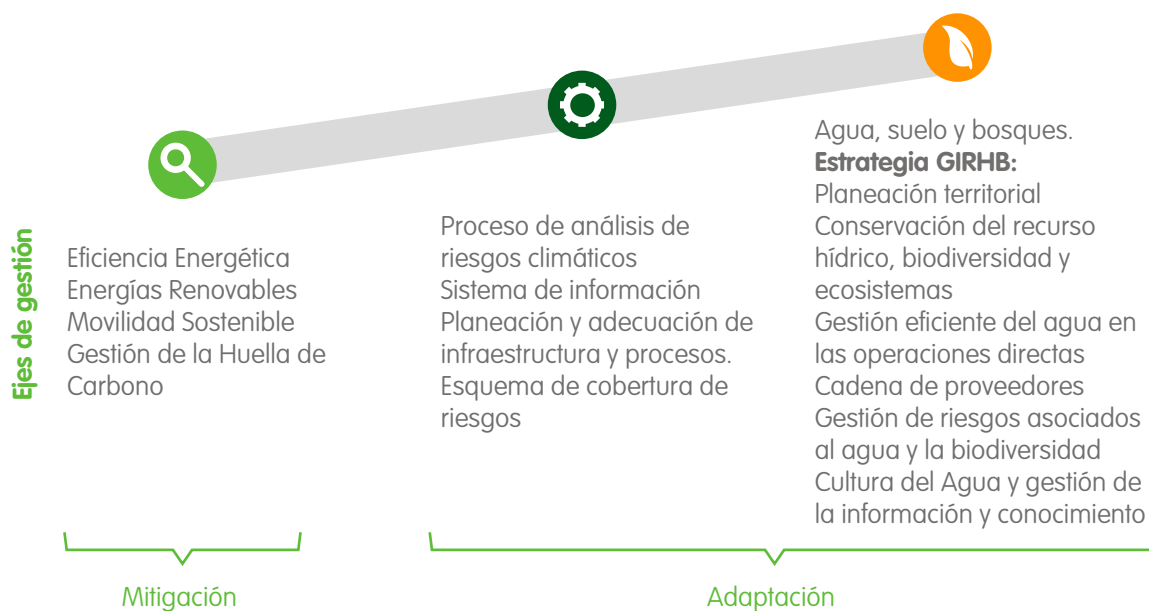 Ejes de gestión
Eficiencia Energética
Energías Renovables
Movilidad Sostenible
Gestión de la Huella de
Carbono
Proceso de análisis de
riesgos climáticos
Sistema de información
Planeación y adecuación de
infraestructura y procesos.
Esquema de cobertura de
riesgos
Agua, suelo y bosques.
Estrategia GIRHB:
Planeación territorial
Conservación del recurso
hídrico, biodiversidad y
ecosistemas
Gestión eficiente del agua en
las operaciones directas
Cadena de proveedores
Gestión de riesgos asociados
al agua y la biodiversidad
Cultura del Agua y gestión de
la información y conocimiento
Mitigación
Adaptación